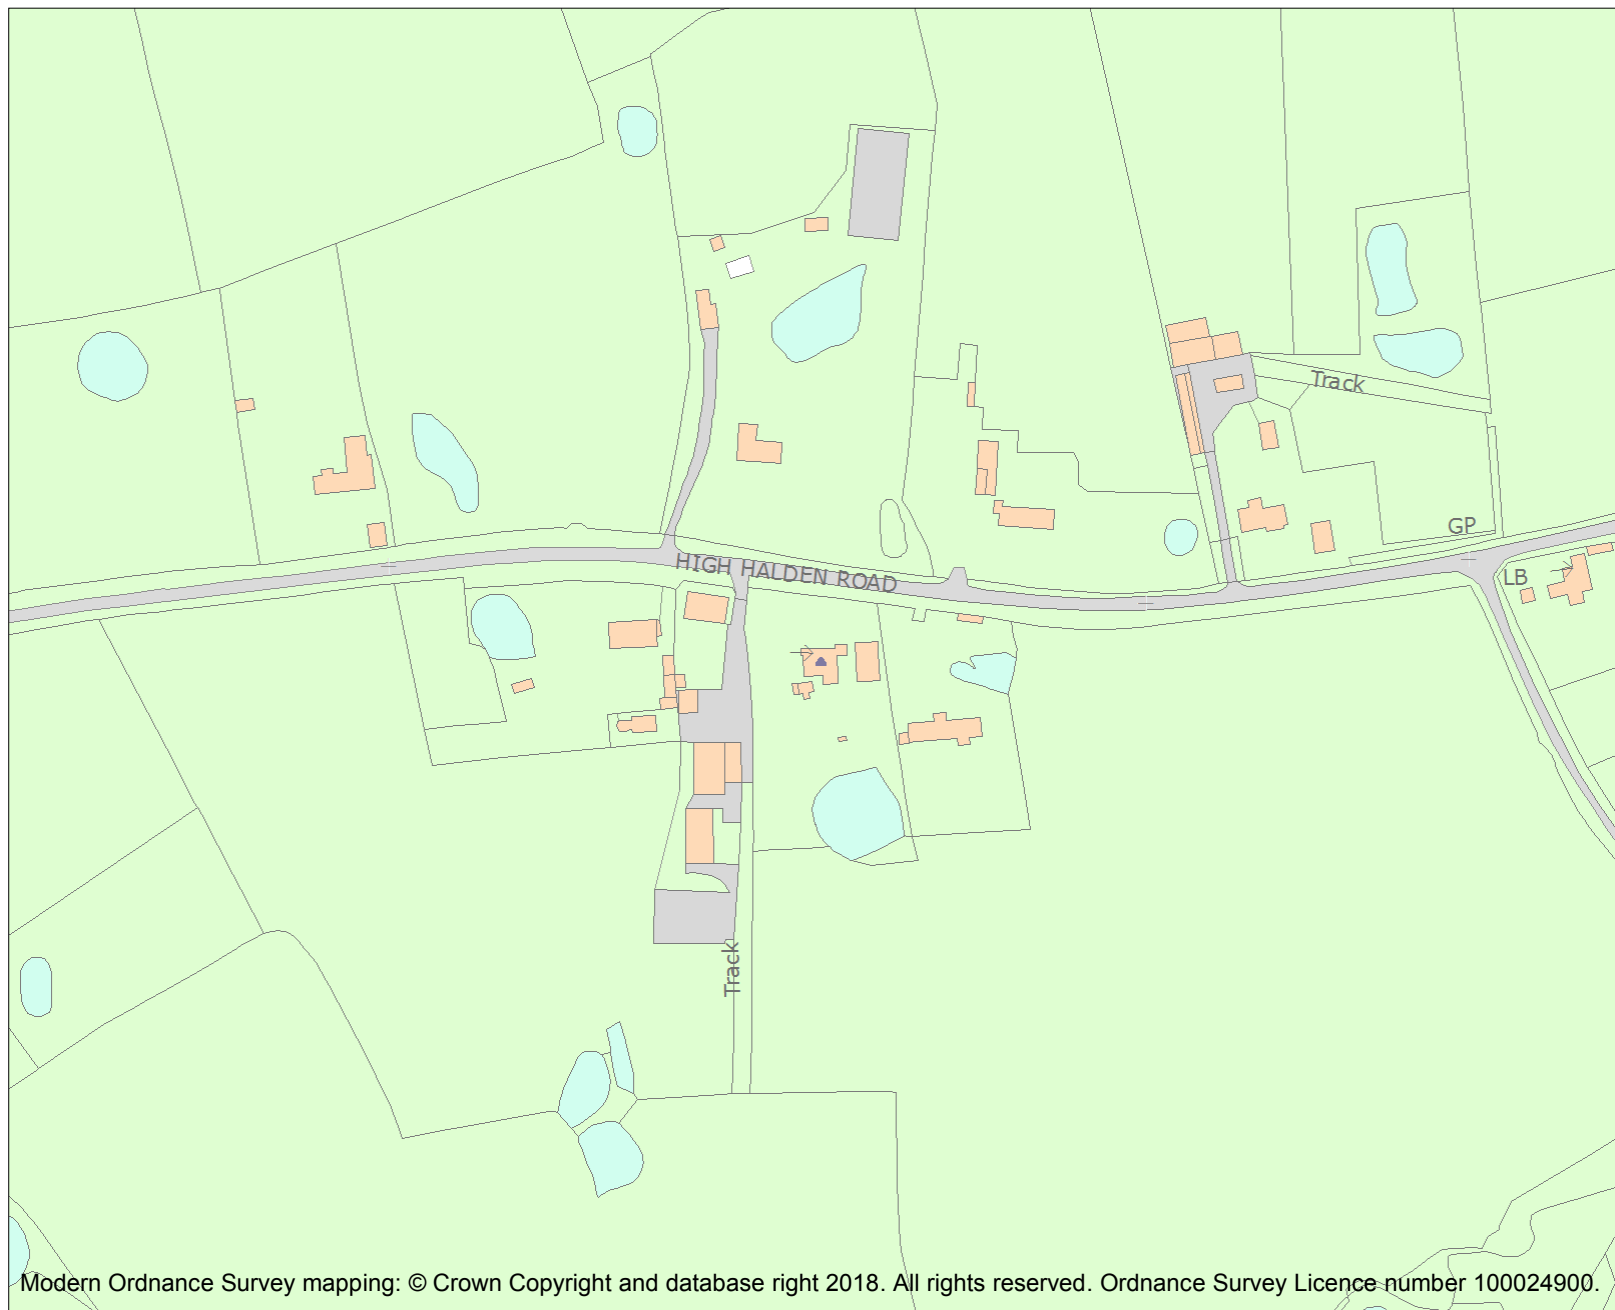 Track
GP
HIGH HALDEN ROAD
LB
Track
Modern Ordnance Survey mapping: © Crown Copyright and database right 2018. All rights reserved. Ordnance Survey Licence number 100024900.